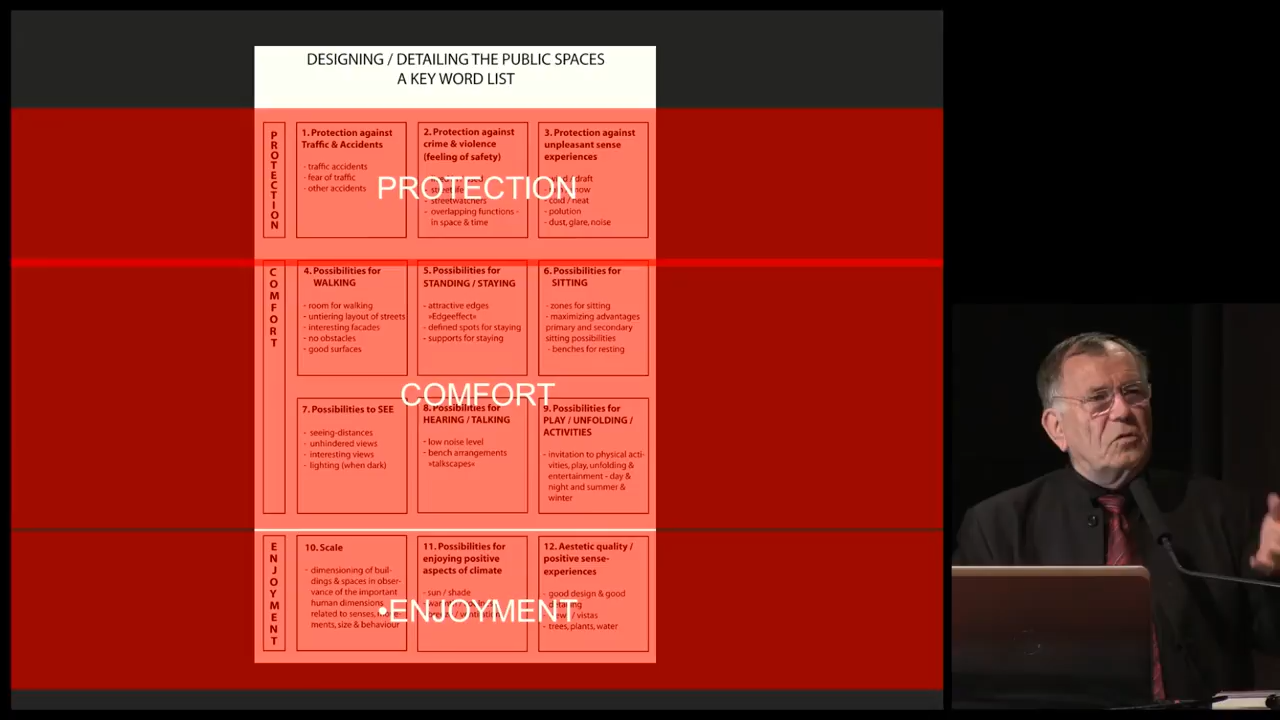 DESIGNING / DETAILING THE PUBLIC SPACES
A KEY WORD LIST
PROTECTION
1. Protection against
Traffic & Accidents
- traffic accidents
- fear of traffic
- other accidents
2. Protection against
crime & violence
(feeling of safety)
streetwatchers
- overlapping functions -
in space & time
3. Protection against
unpleasant sense
experiences
- cold / heat
- polution
- dust, glare, noise
PROTECTION
COMFORT
4. Possibilities for
WALKING
- room for walking
- untiering layout of streets
- interesting facades
- no obstacles
- good surfaces
5. Possibilities for
STANDING / STAYING
- attractive edges
»Edgeeffect«
- defined spots for staying
- supports for staying
6. Possibilities for
SITTING
- zones for sitting
- maximizing advantages
primary and secondary
sitting possibilities
- benches for resting
COMFORT
7. Possibilities to SEE
- seeing-distances
- unhindered views
- interesting views
- lighting (when dark)
8. Possibilities for
HEARING / TALKING
- low noise level
- bench arrangements
»talkscapes«
9. Possibilities for
PLAY / UNFOLDING /
ACTIVITIES
- invitation to physical acti-
vities, play, unfolding &
entertainment - day &
night and summer &
winter
ENJOYMENT
10. Scale
- dimensioning of buil-
dings & spaces in obser-
vance of the important
human dimensions
related to senses, move-
ments, size & behaviour
11. Possibilities for
enjoying positive
aspects of climate
- sun / shade
12. Aestetic quality /
positive sense-
experiences
- good design & good
detailing
/ vistas
- trees, plants, water
•ENJOYMENT